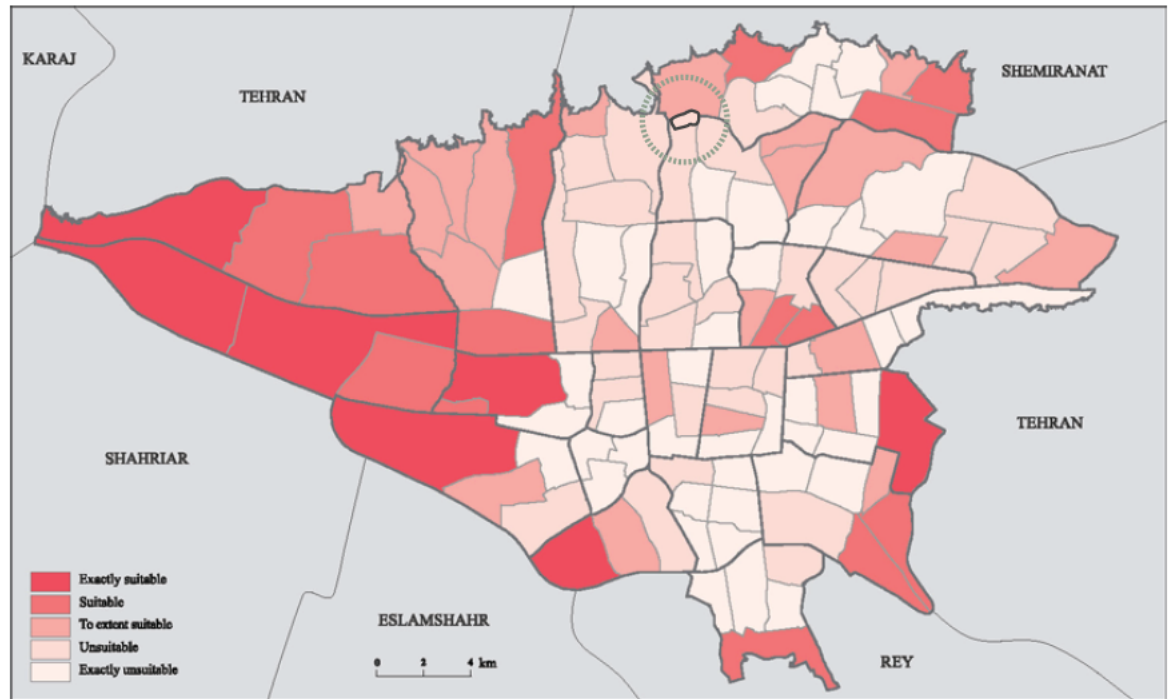 KARAJ
TEHRAN
SHEMIRANAT
TEHRAN
SHAHRIAR
Exactly suitable
Suitable
To extent suitable
Unsuitable
Exactly unsuitable
ESLAMSHAHR
0 2 4 km
REY